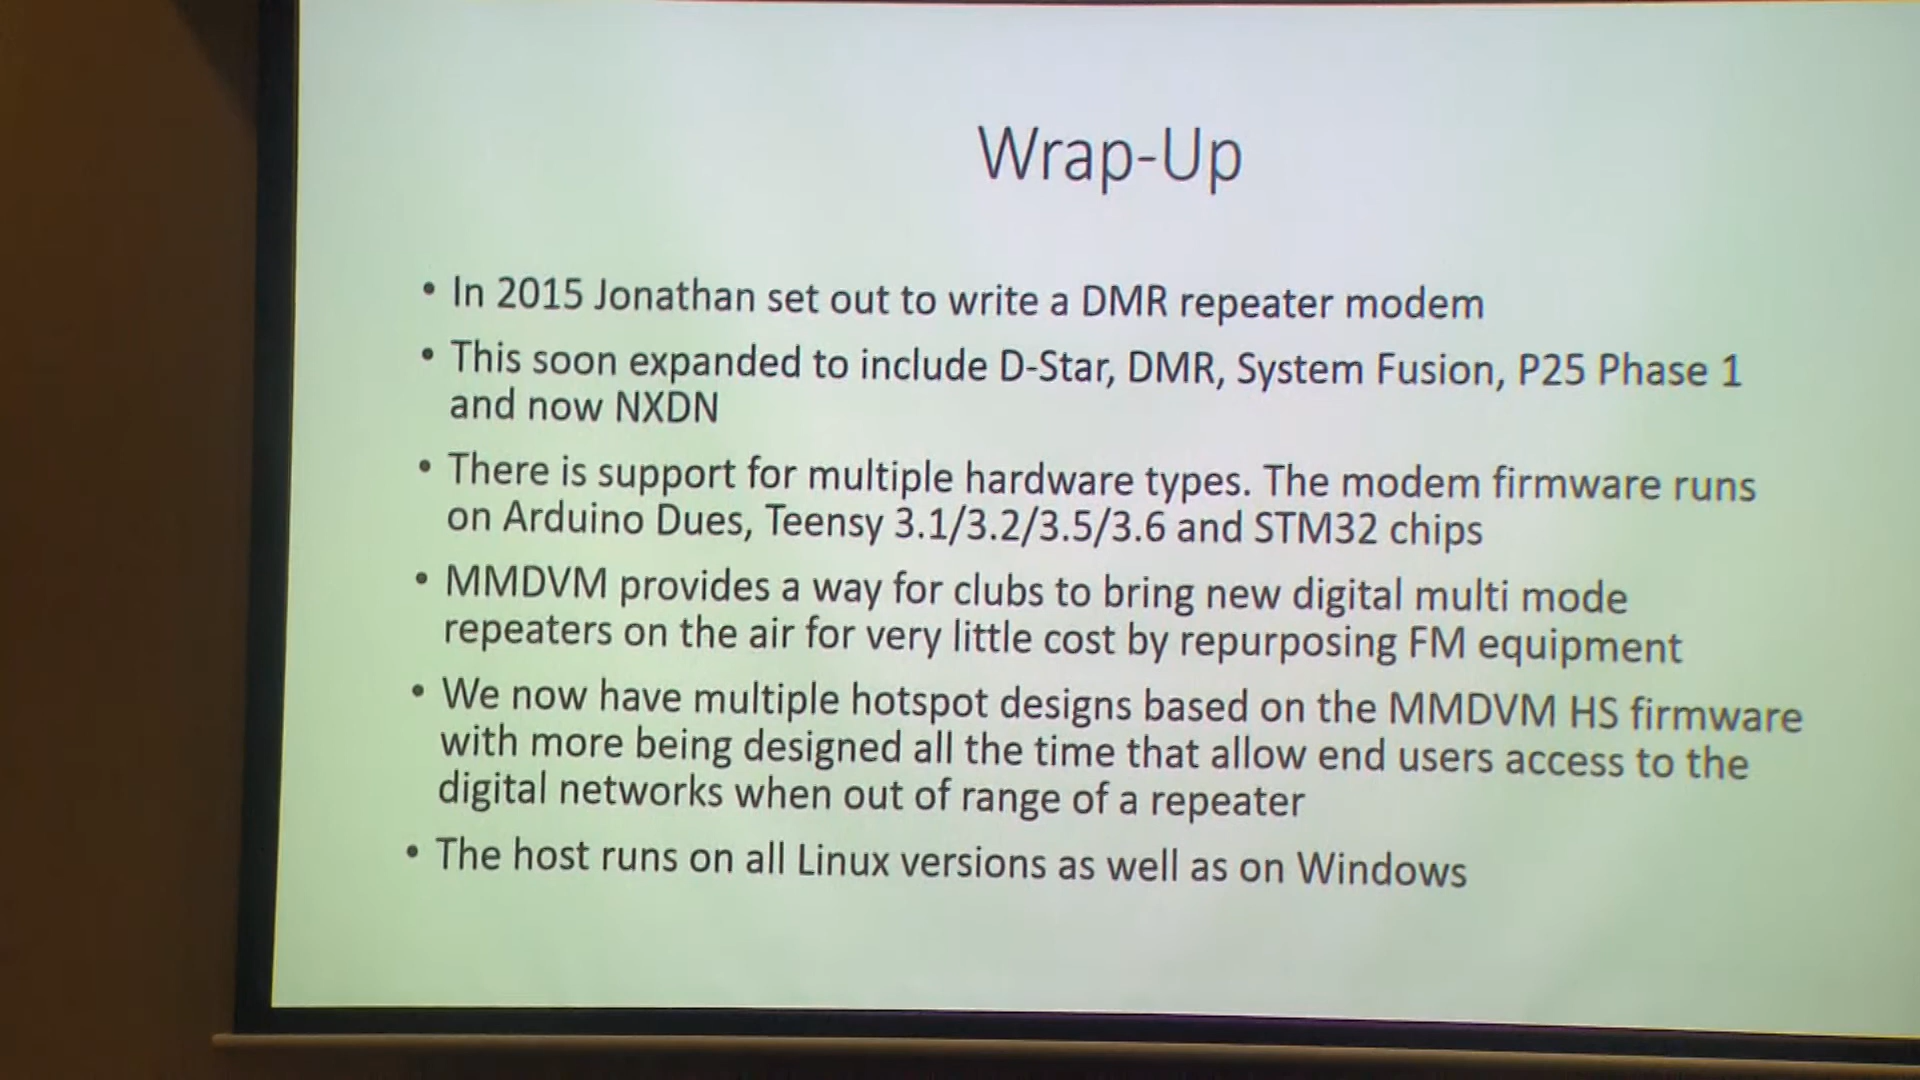 Wrap-Up
• In 2015 Jonathan set out to write a DMR repeater modem
• This soon expanded to include D-Star, DMR, System Fusion, P25 Phase 1
and now NXDN
• There is support for multiple hardware types. The modem firmware runs
on Arduino Dues, Teensy 3.1/3.2/3.5/3.6 and STM32 chips
• MMDVM provides a way for clubs to bring new digital multi mode
repeaters on the air for very little cost by repurposing FM equipment
• We now have multiple hotspot designs based on the MMDVM HS firmware
with more being designed all the time that allow end users access to the
digital networks when out of range of a repeater
• The host runs on all Linux versions as well as on Windows